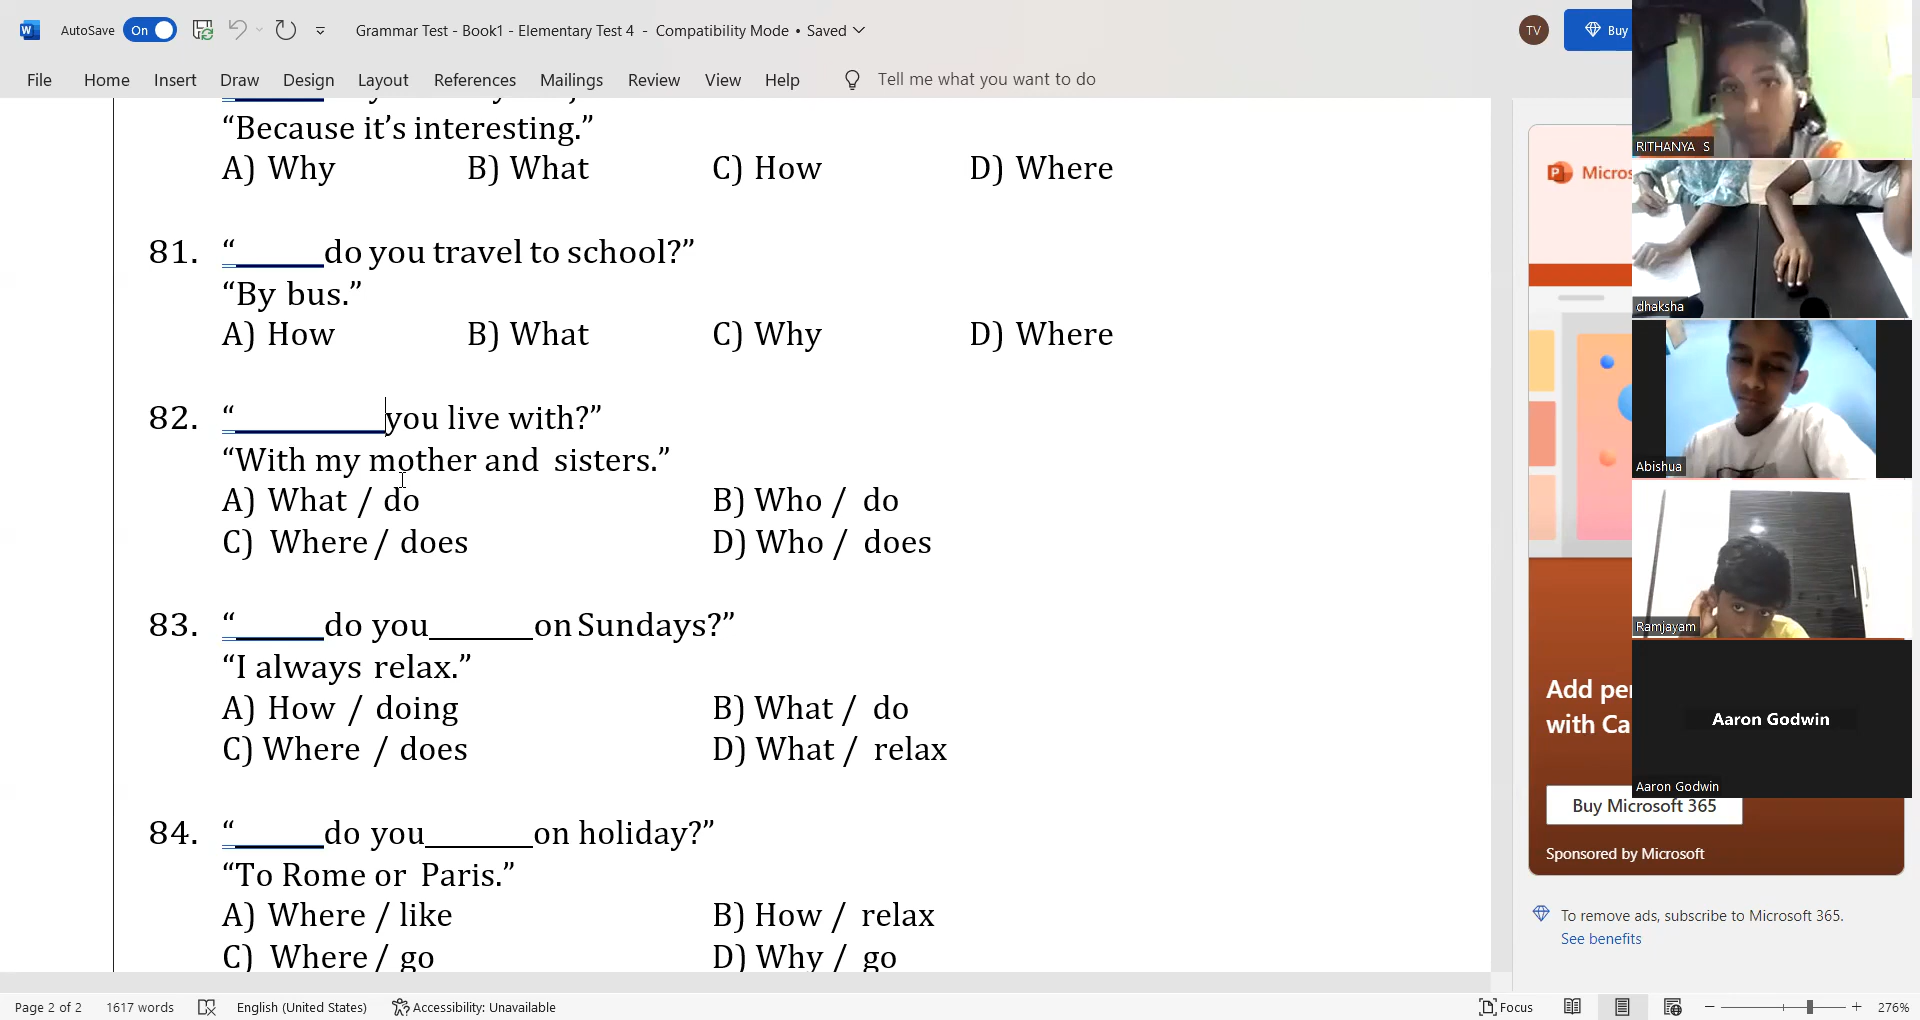 AutoSave On Grammar Test - Book1 - Elementary Test 4 - Compatibility Mode • Saved TV Buy
File Home Insert Draw Design Layout References Mailings Review View Help Tell me what you want to do
“Because it’s interesting.”
A) Why B) What C) How D) Where
81. “______do you travel to school?”
“By bus.”
A) How B) What C) Why D) Where
82. “__________you live with?”
“With my mother and sisters.”
A) What / do B) Who / do
C) Where / does D) Who / does
83. “______do you_______on Sundays?”
“I always relax.”
A) How / doing B) What / do
C) Where / does D) What / relax
84. “______do you_______on holiday?”
“To Rome or Paris.”
A) Where / like B) How / relax
C) Where / go D) Why / go
RITHANYA S
dhaksha
Abishua
Ramjayam
Aaron Godwin
Aaron Godwin
Micros
Add per
with Ca
Buy Microsoft 365
Sponsored by Microsoft
To remove ads, subscribe to Microsoft 365.
See benefits
Page 2 of 2 1617 words English (United States) Accessibility: Unavailable Focus 276%